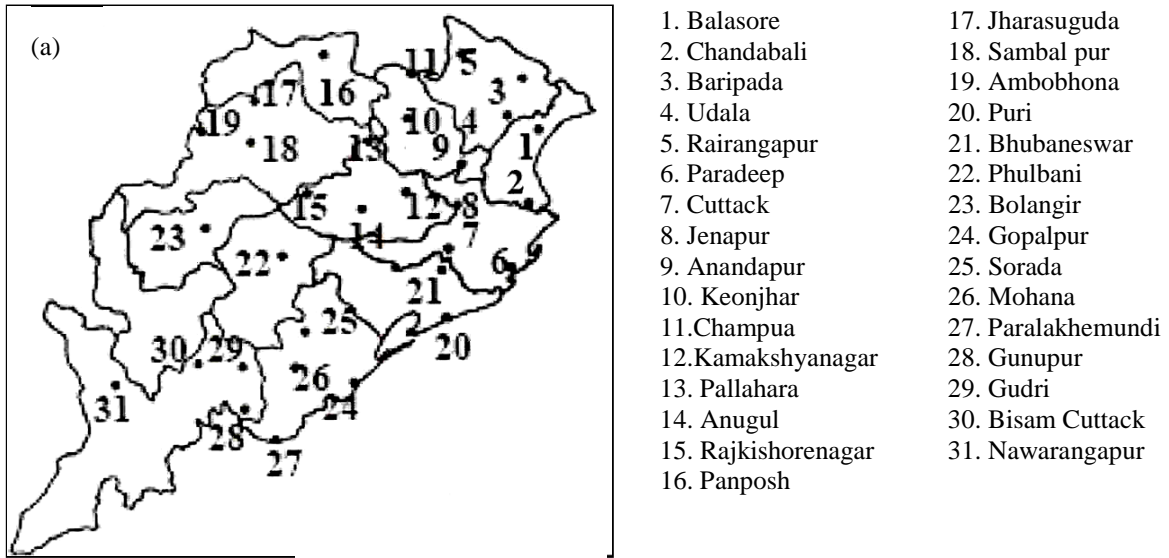 (a)
11
5
17
16
3
19
10
4
18
13
9
1
2
15
12
8
23
14
7
22
6
21
25
20
30
29
26
31
24
28
27
1. Balasore
2. Chandabali
3. Baripada
4. Udala
5. Rairangapur
6. Paradeep
7. Cuttack
8. Jenapur
9. Anandapur
10. Keonjhar
11.Champua
12.Kamakshyanagar
13. Pallahara
14. Anugul
15. Rajkishorenagar
16. Panposh
17. Jharasuguda
18. Sambal pur
19. Ambobhona
20. Puri
21. Bhubaneswar
22. Phulbani
23. Bolangir
24. Gopalpur
25. Sorada
26. Mohana
27. Paralakhemundi
28. Gunupur
29. Gudri
30. Bisam Cuttack
31. Nawarangapur